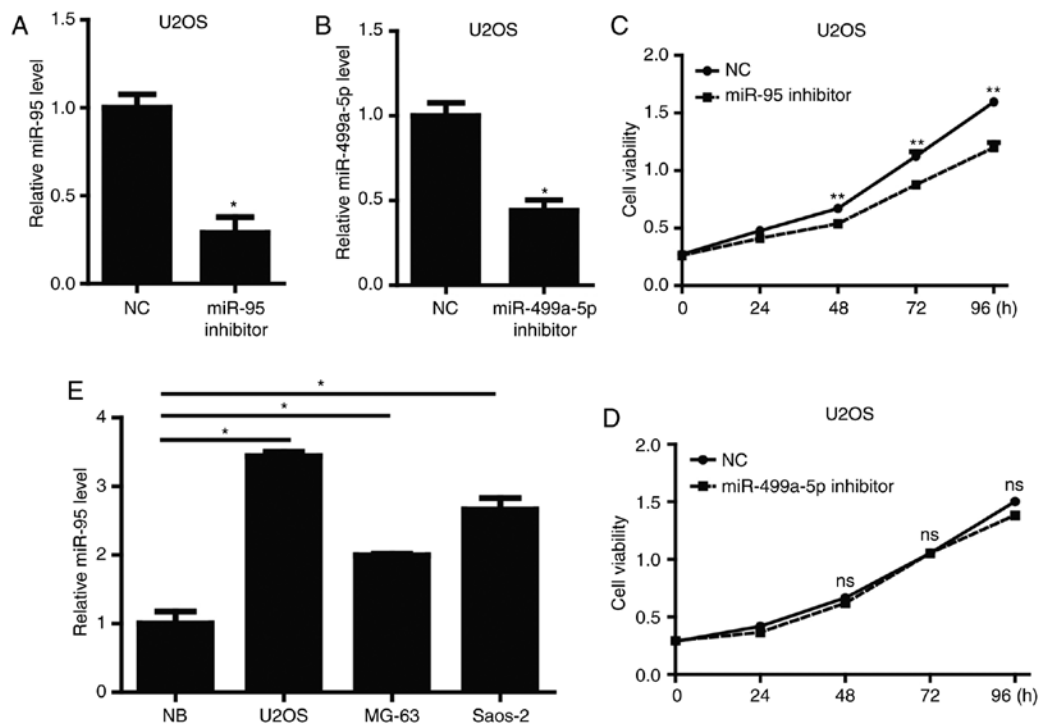 A
U2OS
Relative miR-95 level
1.5
1.0
0.5
0.0
*
NC
miR-95
inhibitor
B
U2OS
Relative miR-499a-5p level
1.5
1.0
0.5
0.0
*
NC
miR-499a-5p
inhibitor
C
U2OS
Cell viability
2.0
1.5
1.0
0.5
0.0
NC
miR-95 inhibitor
**
**
**
0 24 48 72 96 (h)
E
*
*
*
Relative miR-95 level
4
3
2
1
0
NB U2OS MG-63 Saos-2
D
U2OS
Cell viability
2.0
1.5
1.0
0.5
0.0
NC
miR-499a-5p inhibitor
ns
ns
ns
0 24 48 72 96 (h)